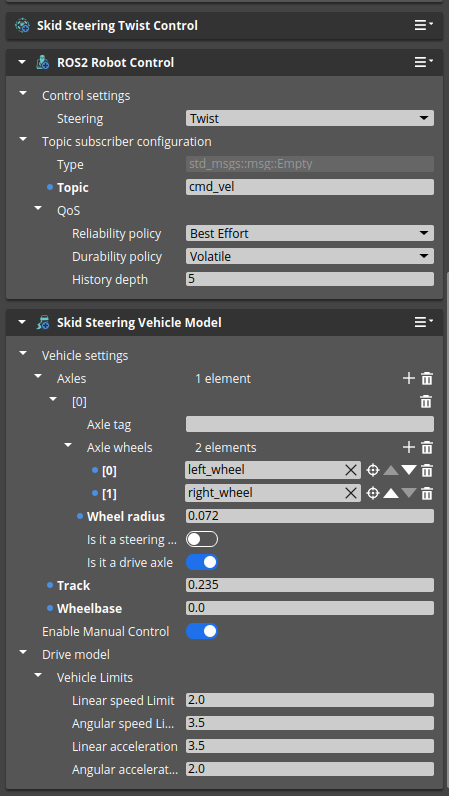 Skid Steering Twist Control
ROS2 Robot Control
Control settings
Steering Twist
Topic subscriber configuration
Type std_msgs::msg::Empty
Topic cmd_vel
QoS
Reliability policy Best Effort
Durability policy Volatile
History depth 5
Skid Steering Vehicle Model
Vehicle settings
Axles 1 element
[0]
Axle tag
Axle wheels 2 elements
[0] left_wheel
[1] right_wheel
Wheel radius 0.072
Is it a steering ...
Is it a drive axle
Track 0.235
Wheelbase 0.0
Enable Manual Control
Drive model
Vehicle Limits
Linear speed Limit 2.0
Angular speed Li... 3.5
Linear acceleration 3.5
Angular accelerat... 2.0